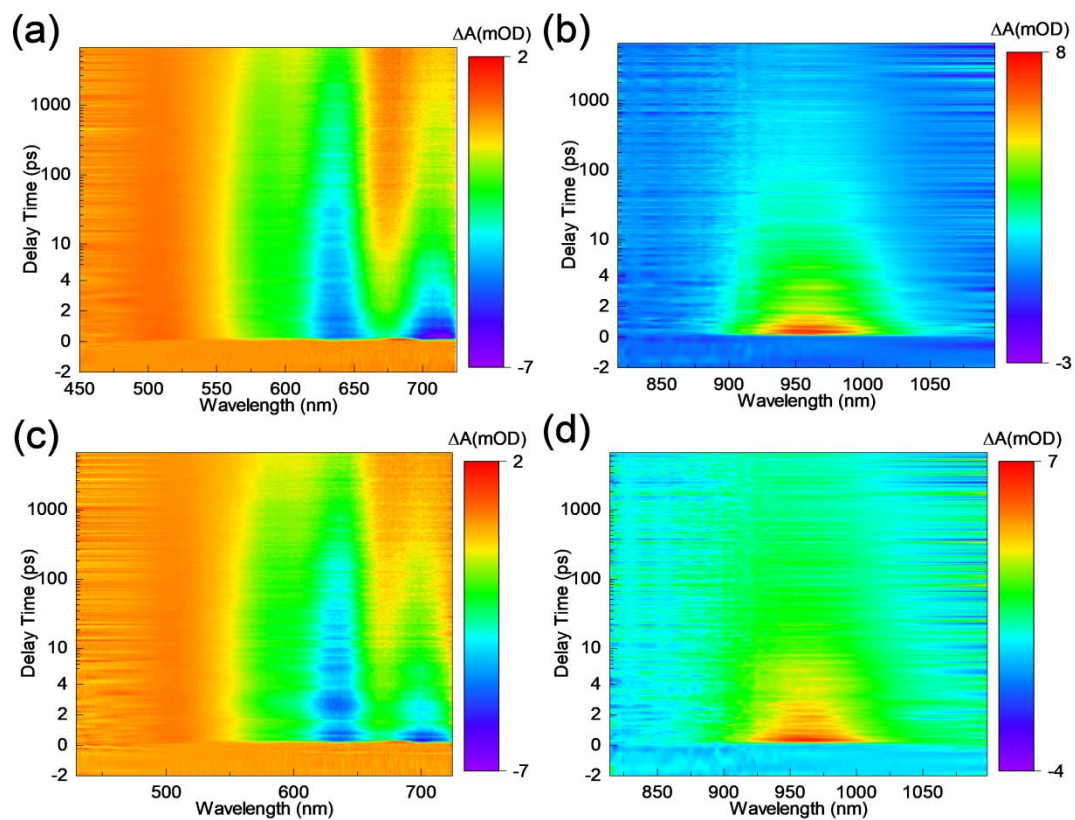 (a)
ΔA(mOD)
2
1000
100
10
4
2
0
-2
Delay Time (ps)
-7
450 500 550 600 650 700
Wavelength (nm)
(b)
ΔA(mOD)
8
1000
100
10
4
2
0
-2
Delay Time (ps)
-3
850 900 950 1000 1050
Wavelength (nm)
(c)
ΔA(mOD)
2
1000
100
10
4
2
0
-2
Delay Time (ps)
-7
500 600 700
Wavelength (nm)
(d)
ΔA(mOD)
7
1000
100
10
4
2
0
-2
Delay Time (ps)
-4
850 900 950 1000 1050
Wavelength (nm)